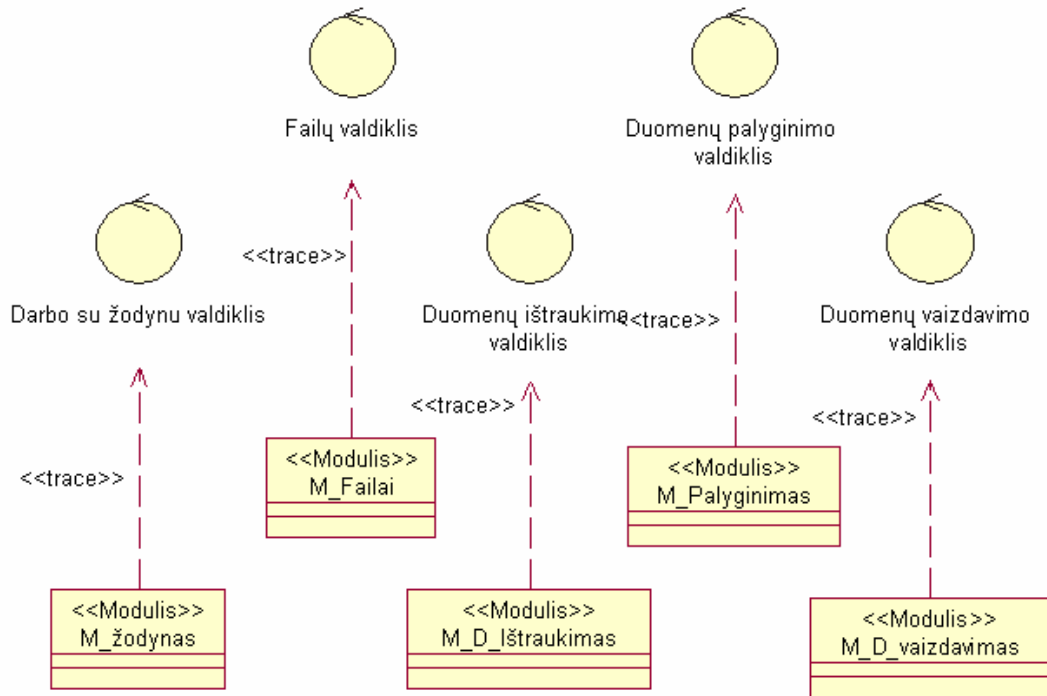 Failų valdiklis
Duomenų palyginimo
valdiklis
<<trace>>
Darbo su žodynu valdiklis
Duomenų ištraukimo
valdiklis
<<trace>>
Duomenų vaizdavimo
valdiklis
<<trace>>
<<trace>>
<<trace>>
<<Modulis>>
M_Failai
<<Modulis>>
M_Palyginimas
<<Modulis>>
M_žodynas
<<Modulis>>
M_D_Ištraukimas
<<Modulis>>
M_D_vaizdavimas